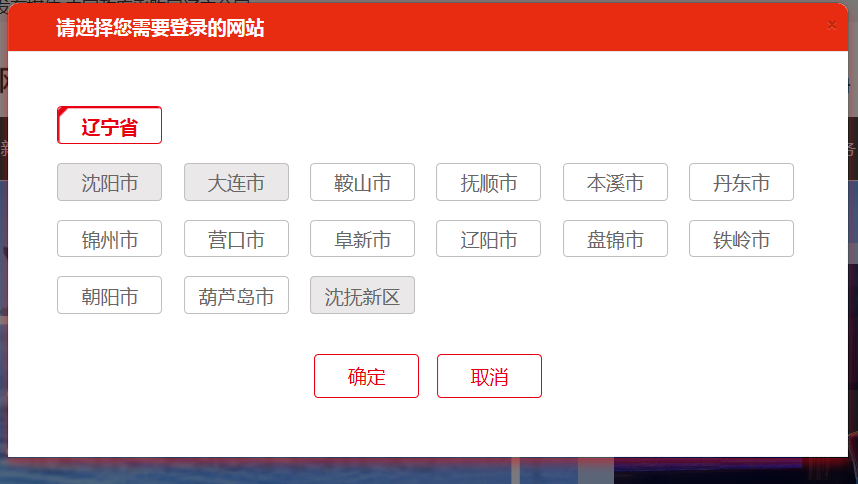 请选择您需要登录的网站
×
辽宁省
沈阳市 大连市 鞍山市 抚顺市 本溪市 丹东市
锦州市 营口市 阜新市 辽阳市 盘锦市 铁岭市
朝阳市 葫芦岛市 沈抚新区
确定 取消